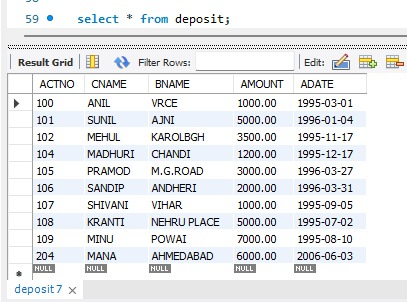 59 select * from deposit;
Result Grid Filter Rows: Edit:
ACTNO CNAME BNAME AMOUNT ADATE
100 ANIL VRCE 1000.00 1995-03-01
101 SUNIL AJNI 5000.00 1996-01-04
102 MEHUL KAROLBGH 3500.00 1995-11-17
104 MADHURI CHANDI 1200.00 1995-12-17
105 PRAMOD M.G.ROAD 3000.00 1996-03-27
106 SANDIP ANDHERI 2000.00 1996-03-31
107 SHIVANI VIHAR 1000.00 1995-09-05
108 KRANTI NEHRU PLACE 5000.00 1995-07-02
109 MINU POWAI 7000.00 1995-08-10
204 MANA AHMEDABAD 6000.00 2006-06-03
NULL NULL NULL NULL NULL
deposit 7